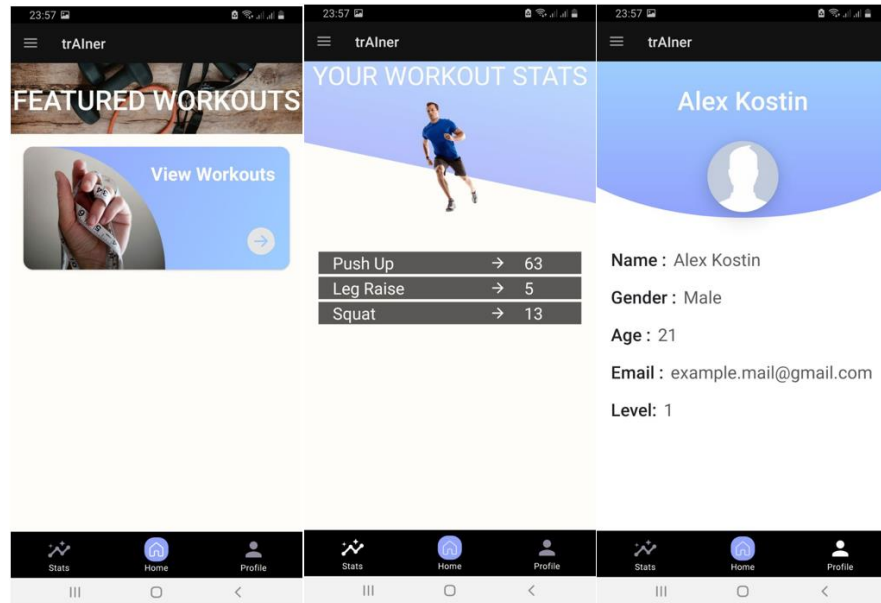 23:57
trAIner
FEATURED WORKOUTS
View Workouts
Stats
Home
Profile
23:57
trAIner
YOUR WORKOUT STATS
Push Up → 63
Leg Raise → 5
Squat → 13
Stats
Home
Profile
23:57
trAIner
Alex Kostin
Name : Alex Kostin
Gender : Male
Age : 21
Email : example.mail@gmail.com
Level: 1
Stats
Home
Profile